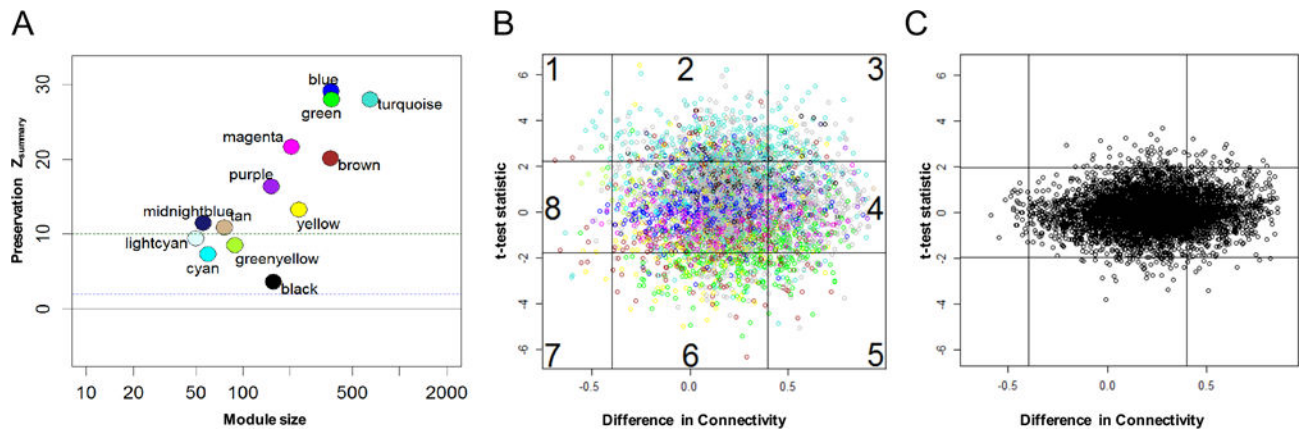 A
B
C
Preservation Zsummary
30
20
10
0
blue
green
turquoise
magenta
brown
purple
midnightblue
tan
yellow
lightcyan
greenyellow
cyan
black
10
20
50
100
500
2000
Module size
t-test statistic
6
4
2
0
-2
-4
-6
1
2
3
8
4
7
6
5
-0.5
0.0
0.5
Difference in Connectivity
t-test statistic
6
4
2
0
-2
-4
-6
-0.5
0.0
0.5
Difference in Connectivity